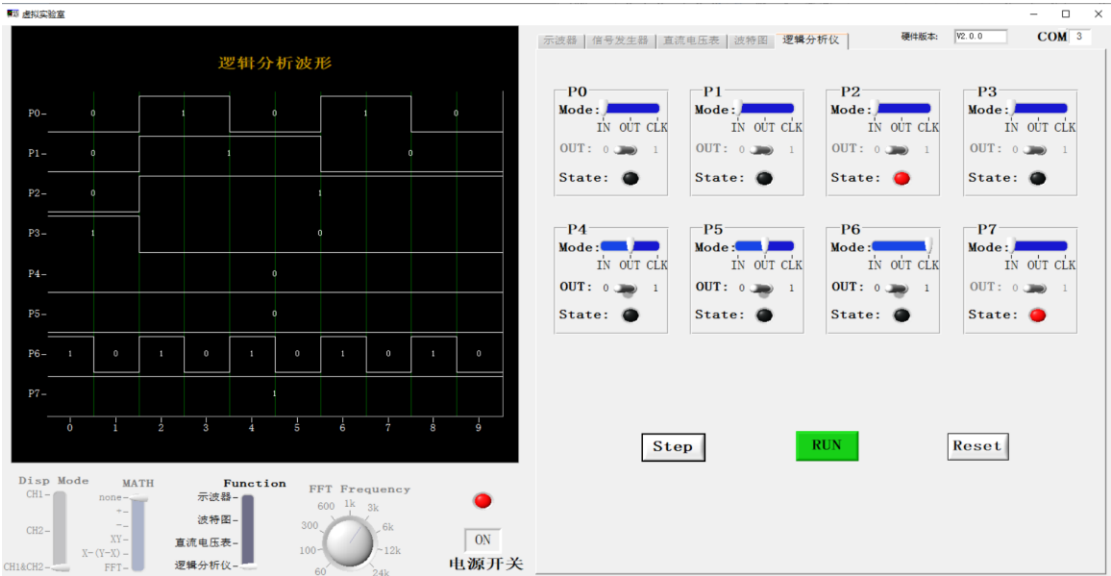 虚拟实验室
逻辑分析波形
P0- 0 1 0 1 0
P1- 0 1 0
P2- 0 1
P3- 1 0
P4- 0
P5- 0
P6- 1 0 1 0 1 0 1 0 1 0
P7- 1
0 1 2 3 4 5 6 7 8 9
Disp Mode
CH1-
CH2-
CH1&CH2-
MATH
none-
+-
--
XY-
X-(Y-X)-
FFT-
Function
示波器-
波特图-
直流电压表-
逻辑分析仪-
FFT Frequency
60 100 300 600 1k 3k 6k 12k 24k
ON
电源开关
示波器 信号发生器 直流电压表 波特图 逻辑分析仪
硬件版本: V2.0.0 COM 3
P0 P1 P2 P3
Mode: Mode: Mode: Mode:
IN OUT CLK IN OUT CLK IN OUT CLK IN OUT CLK
OUT: 0 1 OUT: 0 1 OUT: 0 1 OUT: 0 1
State: State: State: State:
P4 P5 P6 P7
Mode: Mode: Mode: Mode:
IN OUT CLK IN OUT CLK IN OUT CLK IN OUT CLK
OUT: 0 1 OUT: 0 1 OUT: 0 1 OUT: 0 1
State: State: State: State:
Step RUN Reset